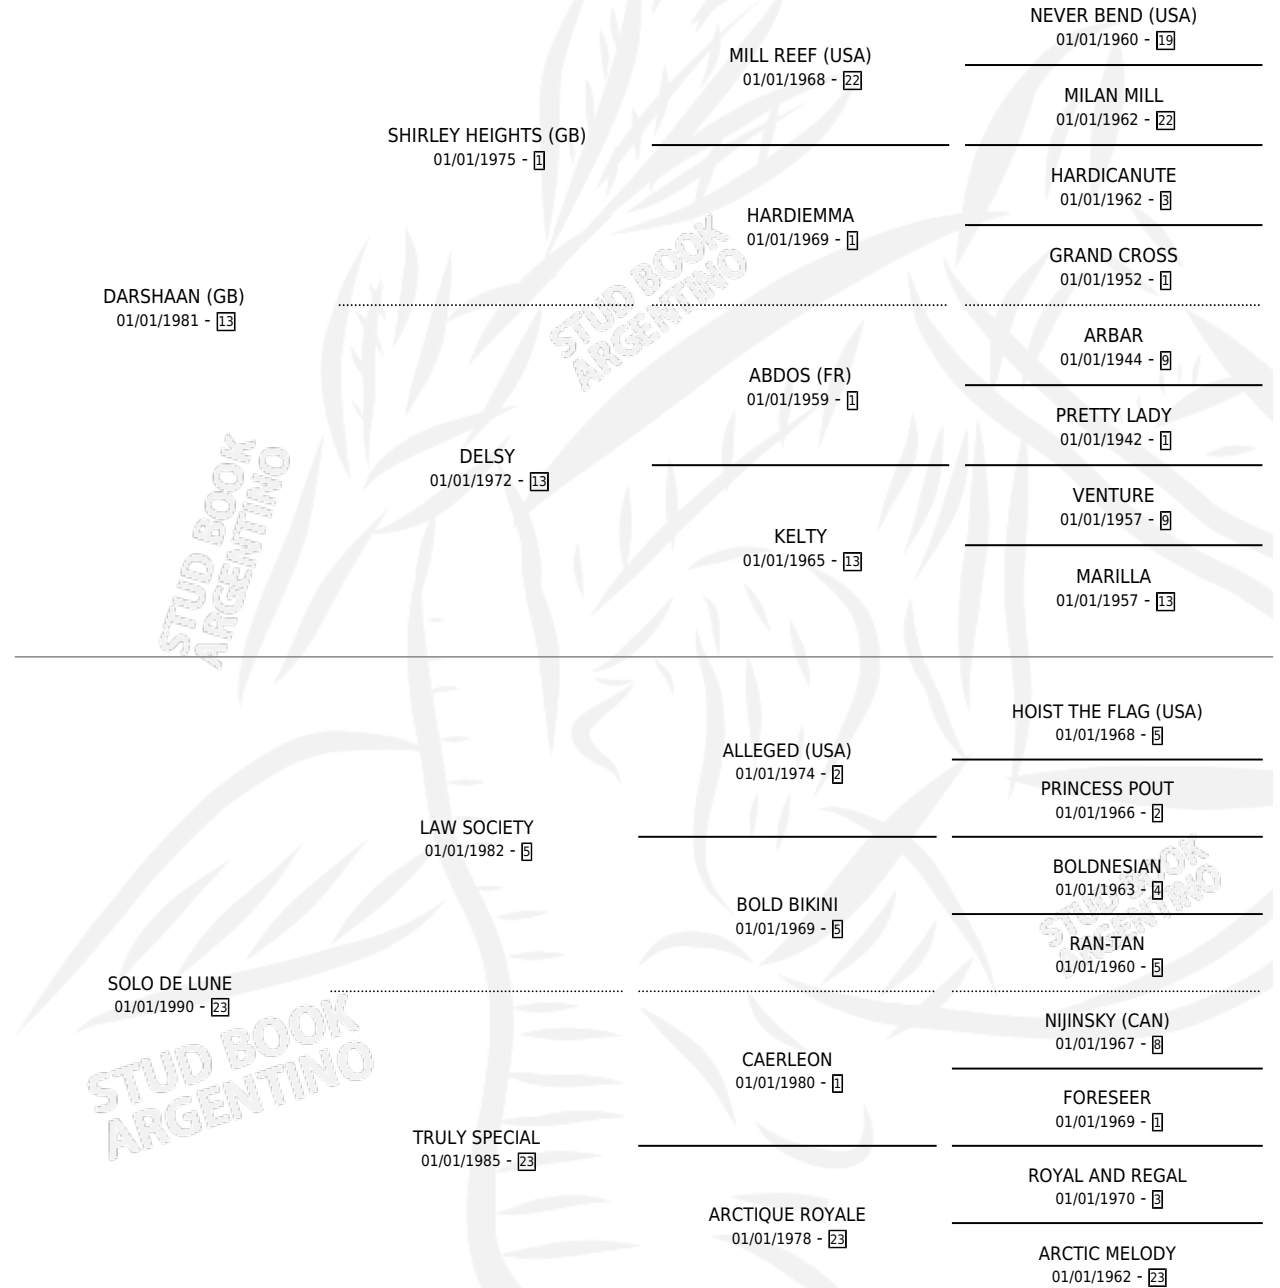 NEVER BEND (USA)
01/01/1960 - 19
MILL REEF (USA)
01/01/1968 - 22
MILAN MILL
01/01/1962 - 22
SHIRLEY HEIGHTS (GB)
01/01/1975 - 1
HARDICANUTE
01/01/1962 - 3
HARDIEMMA
01/01/1969 - 1
GRAND CROSS
01/01/1952 - 1
DARSHAAN (GB)
01/01/1981 - 13
STUD BOOK
ARGENTINO
ARBAR
01/01/1944 - 9
ABDOS (FR)
01/01/1959 - 1
PRETTY LADY
01/01/1942 - 1
DELSY
01/01/1972 - 13
VENTURE
01/01/1957 - 9
KELTY
01/01/1965 - 13
MARILLA
01/01/1957 - 13
STUD BOOK
ARGENTINO
HOIST THE FLAG (USA)
01/01/1968 - 5
ALLEGED (USA)
01/01/1974 - 2
PRINCESS POUT
01/01/1966 - 2
LAW SOCIETY
01/01/1982 - 5
BOLDNESIAN
01/01/1963 - 4
BOLD BIKINI
01/01/1969 - 5
RAN-TAN
01/01/1960 - 5
STUD BOOK
ARGENTINO
SOLO DE LUNE
01/01/1990 - 23
NIJINSKY (CAN)
01/01/1967 - 8
CAERLEON
01/01/1980 - 1
FORESEER
01/01/1969 - 1
STUD BOOK
ARGENTINO
TRULY SPECIAL
01/01/1985 - 23
ROYAL AND REGAL
01/01/1970 - 3
ARCTIQUE ROYALE
01/01/1978 - 23
ARCTIC MELODY
01/01/1962 - 23